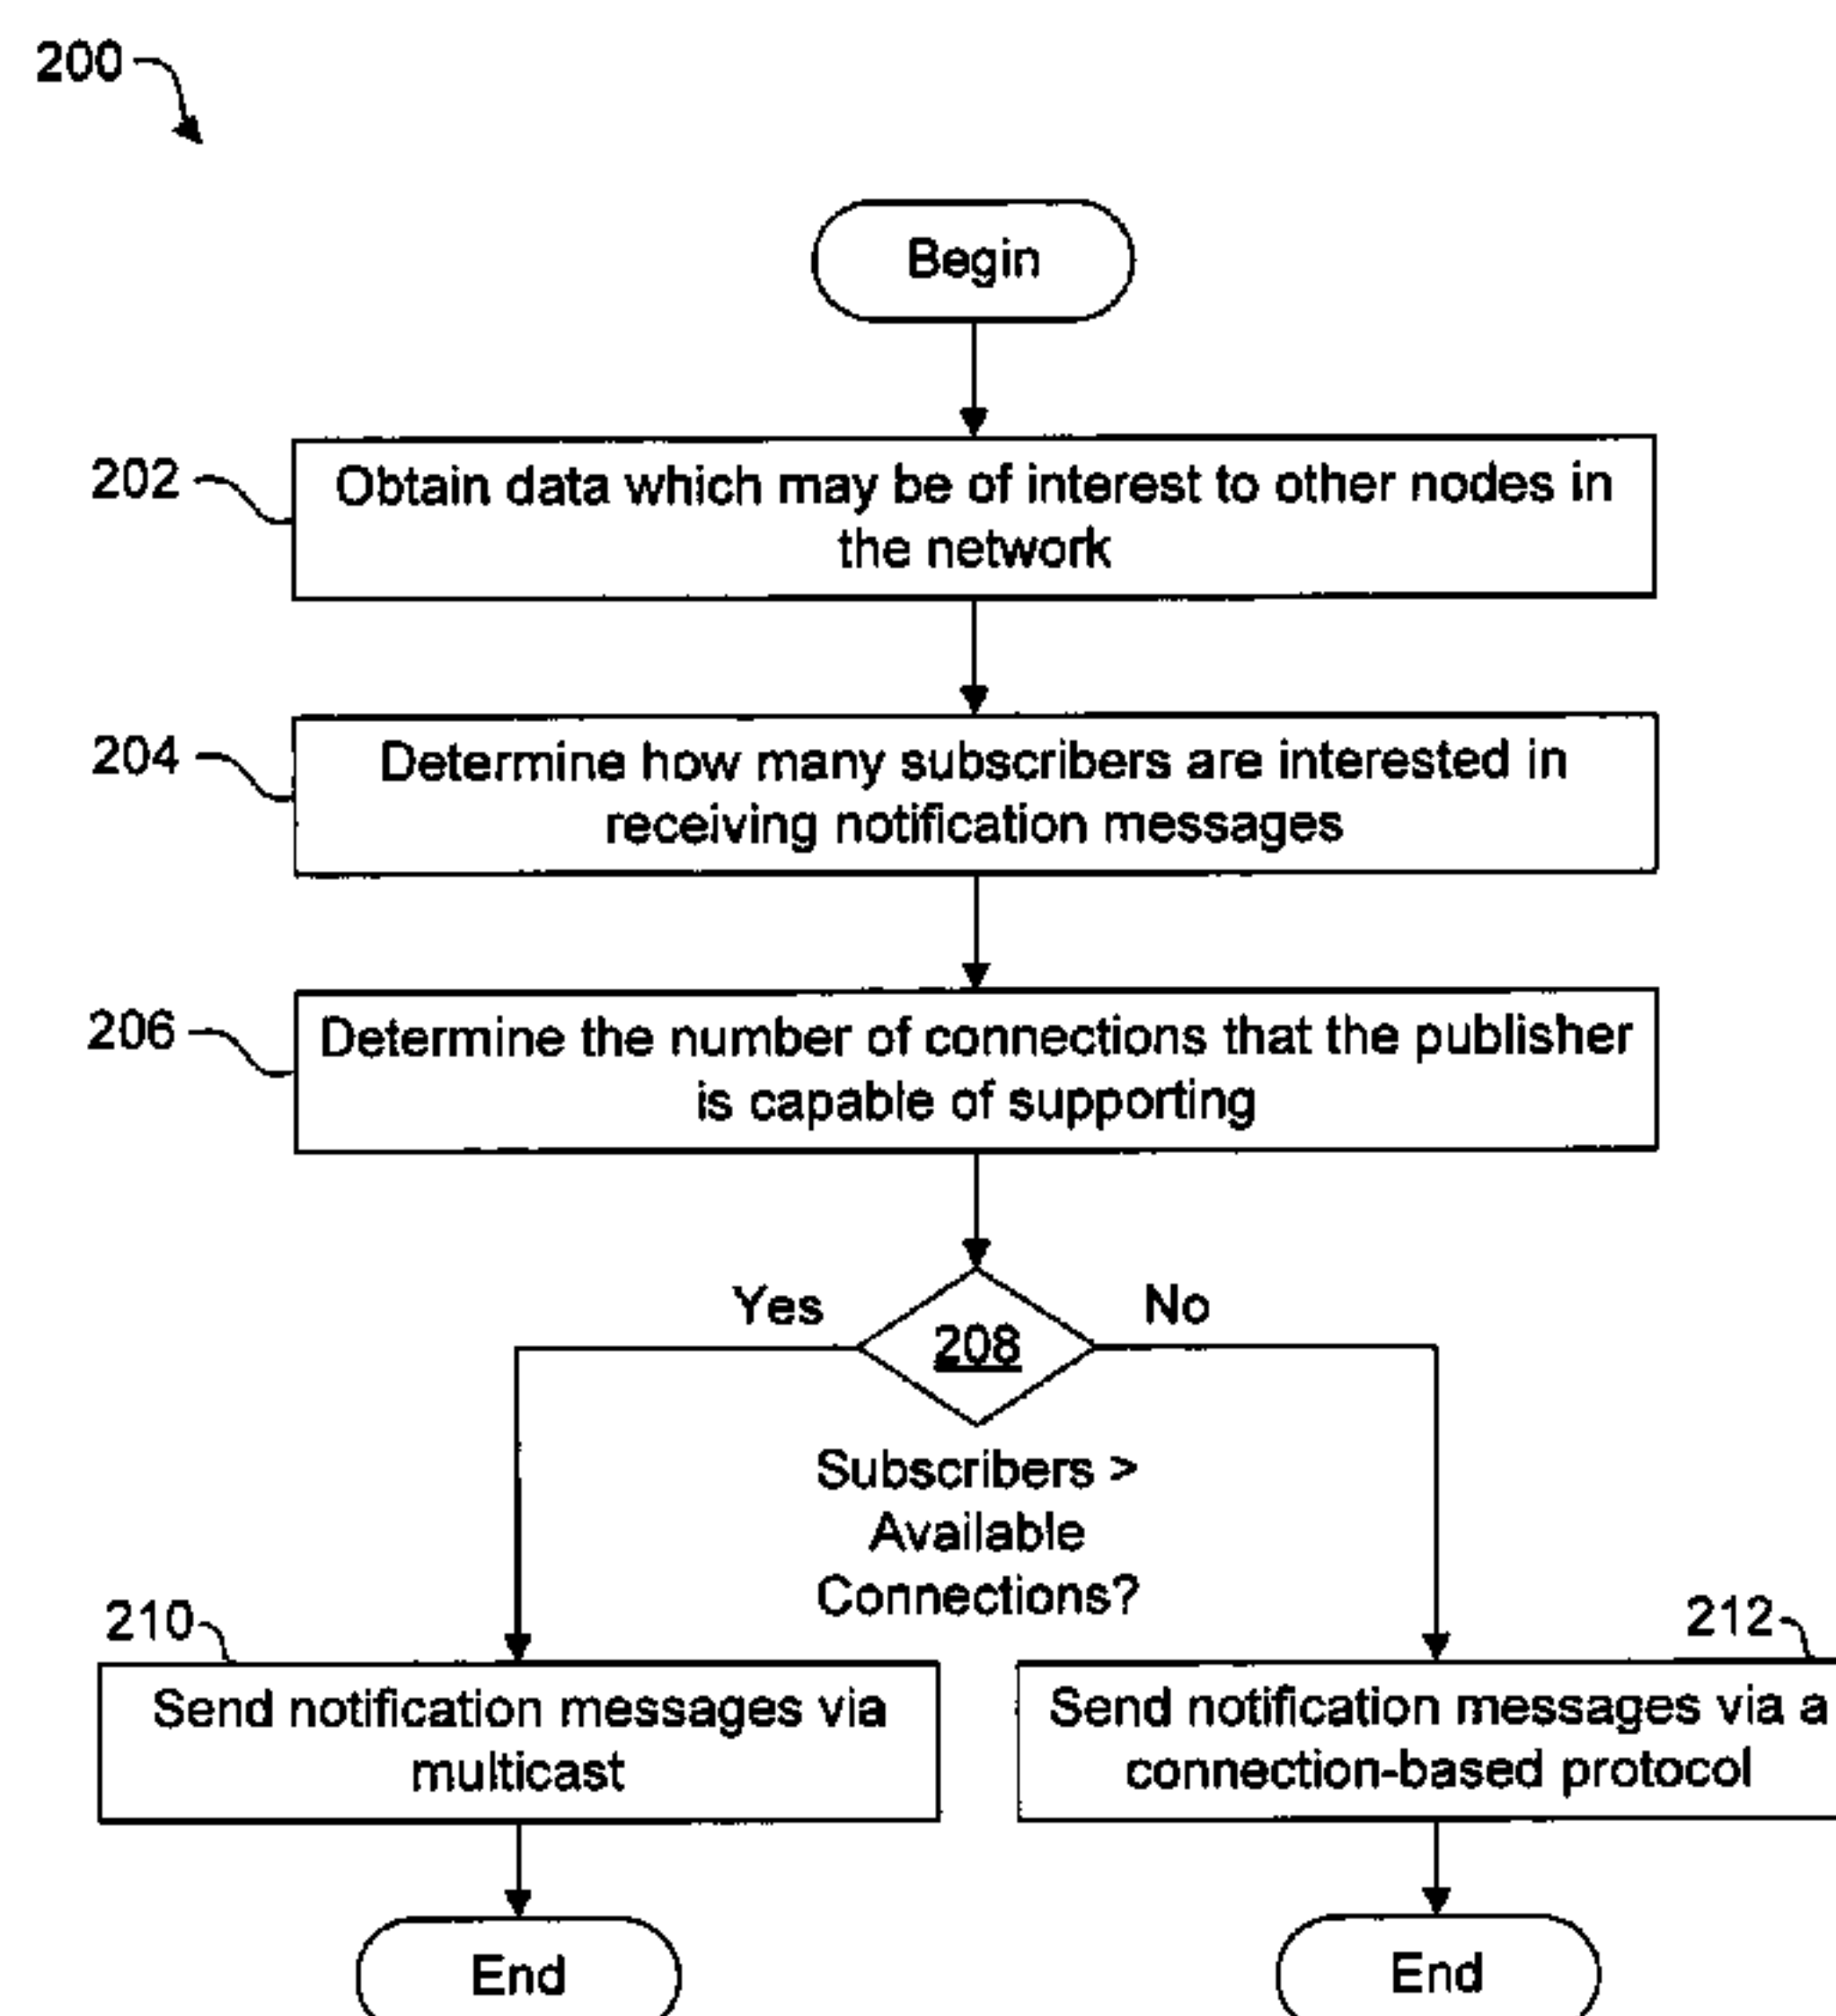 200
Begin
202
Obtain data which may be of interest to other nodes in
the network
204
Determine how many subscribers are interested in
receiving notification messages
206
Determine the number of connections that the publisher
is capable of supporting
Yes
208
No
Subscribers >
Available
Connections?
210
Send notification messages via
multicast
212
Send notification messages via a
connection-based protocol
End
End